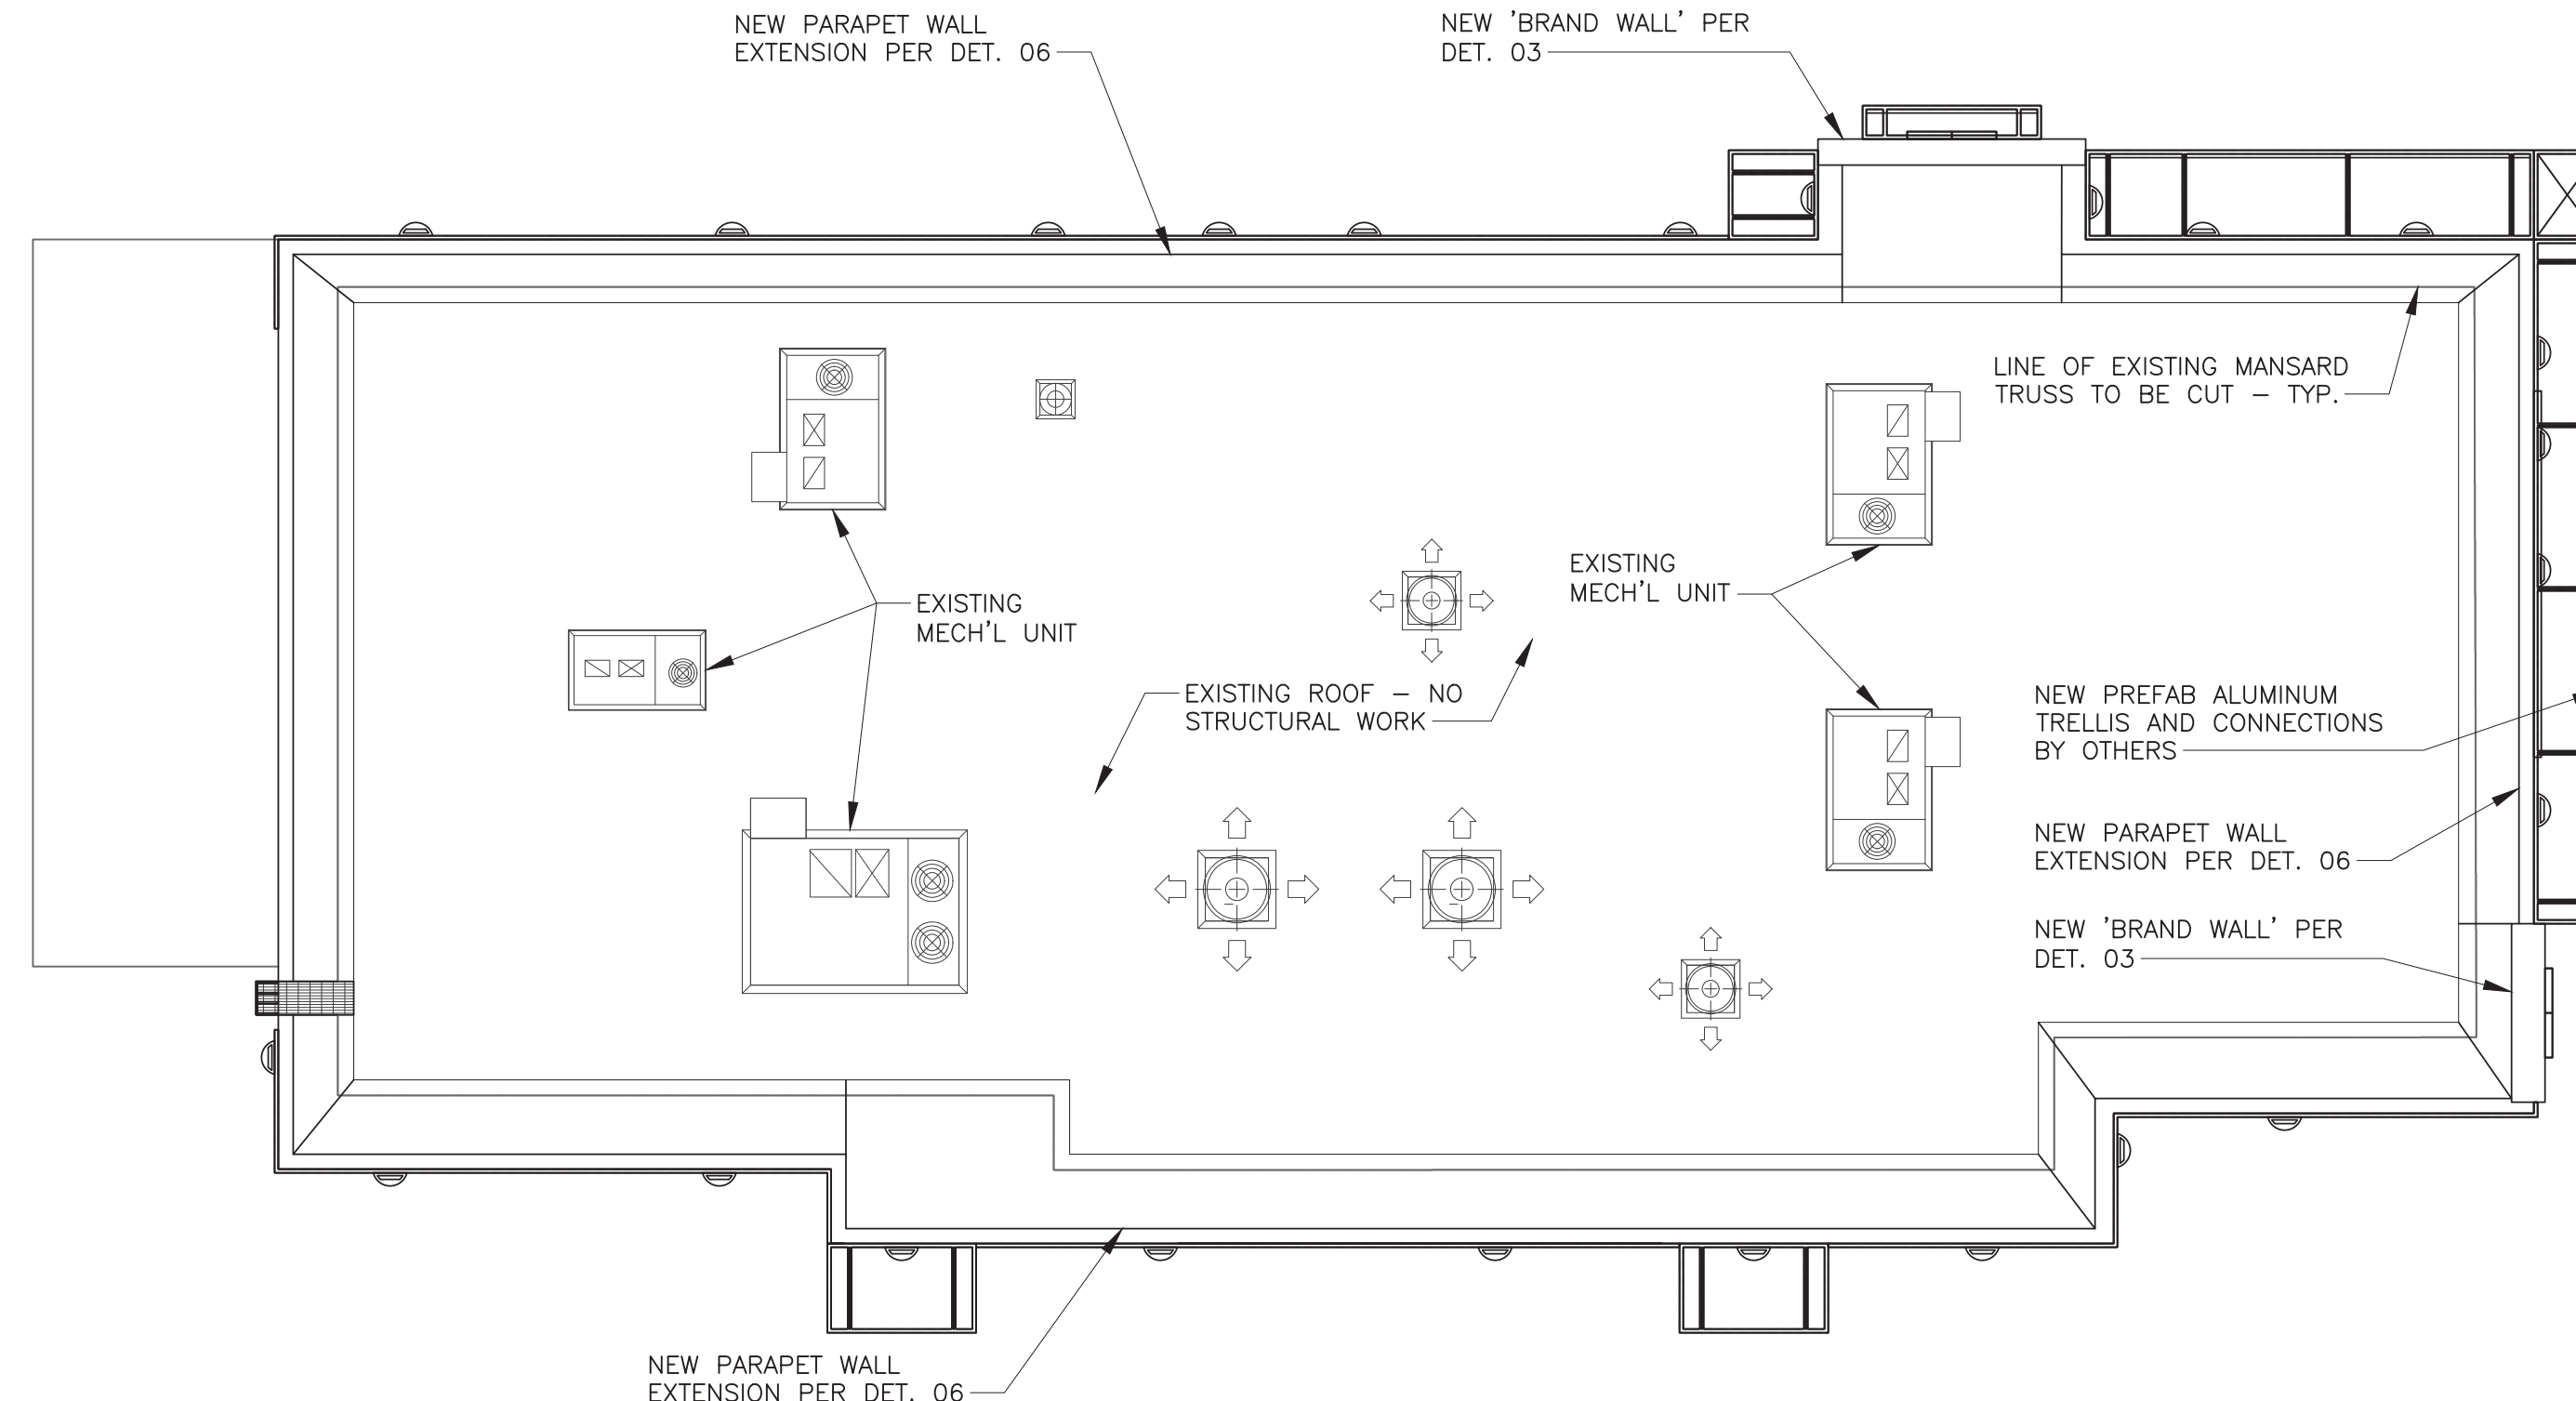 NEW PARAPET WALL
EXTENSION PER DET. 06
NEW 'BRAND WALL' PER
DET. 03
LINE OF EXISTING MANSARD
TRUSS TO BE CUT – TYP.
EXISTING
MECH'L UNIT
EXISTING
MECH'L UNIT
EXISTING ROOF – NO
STRUCTURAL WORK
NEW PREFAB ALUMINUM
TRELLIS AND CONNECTIONS
BY OTHERS
NEW PARAPET WALL
EXTENSION PER DET. 06
NEW 'BRAND WALL' PER
DET. 03
NEW PARAPET WALL
EXTENSION PER DET. 06